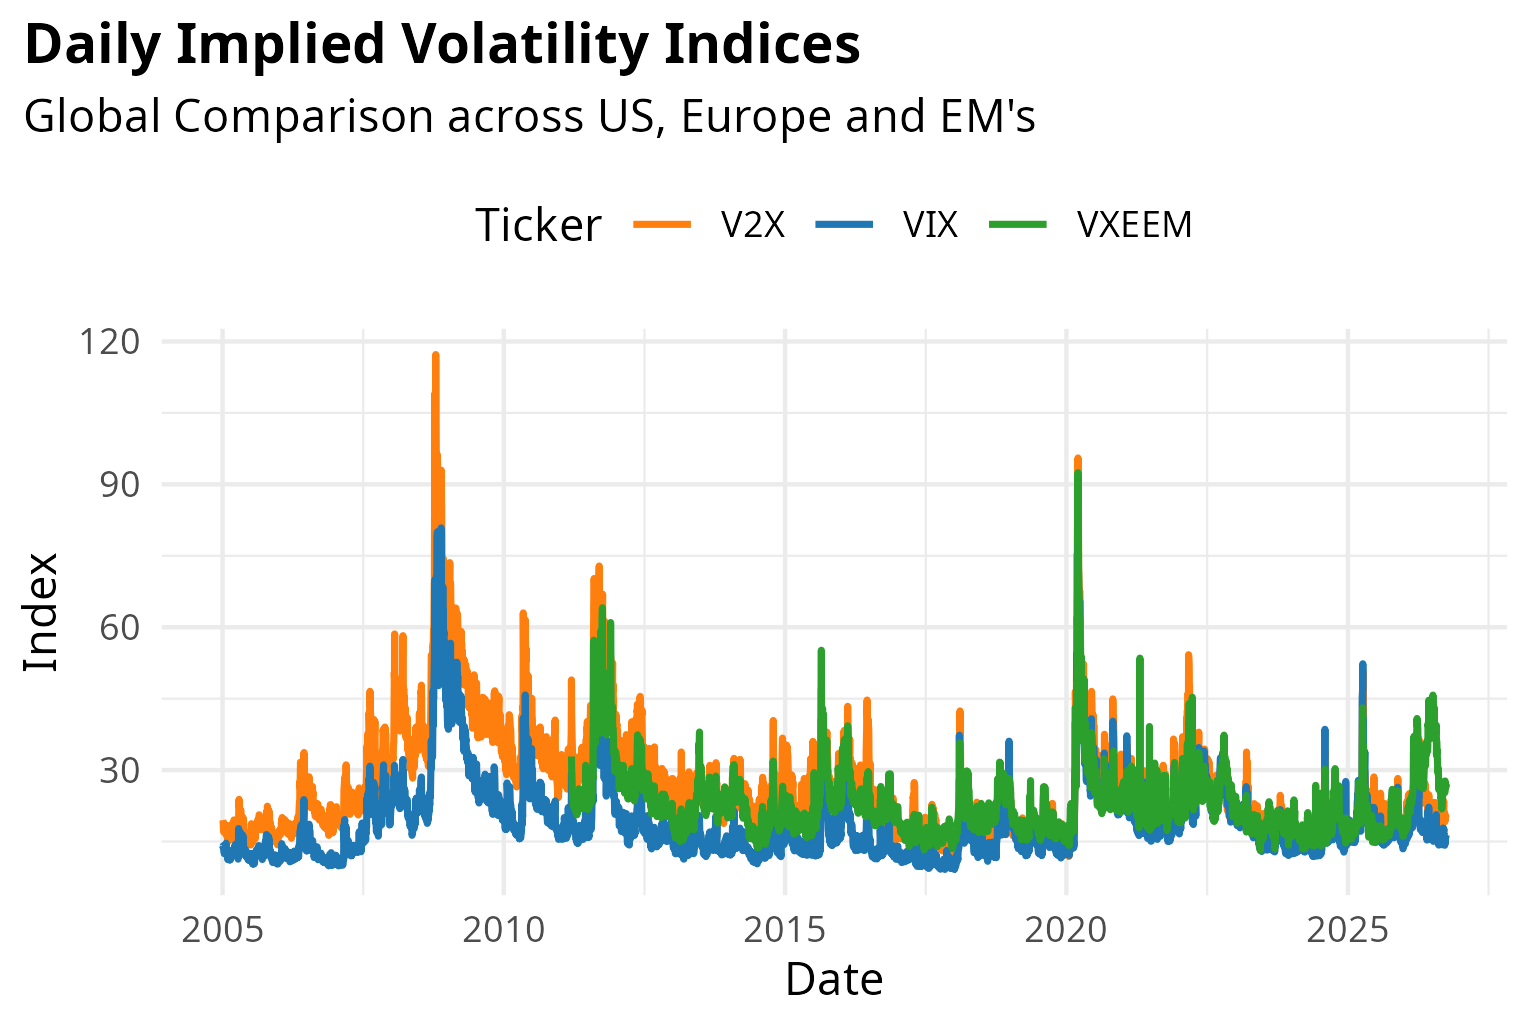 Daily Implied Volatility Indices
Global Comparison across US, Europe and EM's
Ticker V2X VIX VXEEM
120
90
60
30
Index
2005 2010 2015 2020 2025
Date